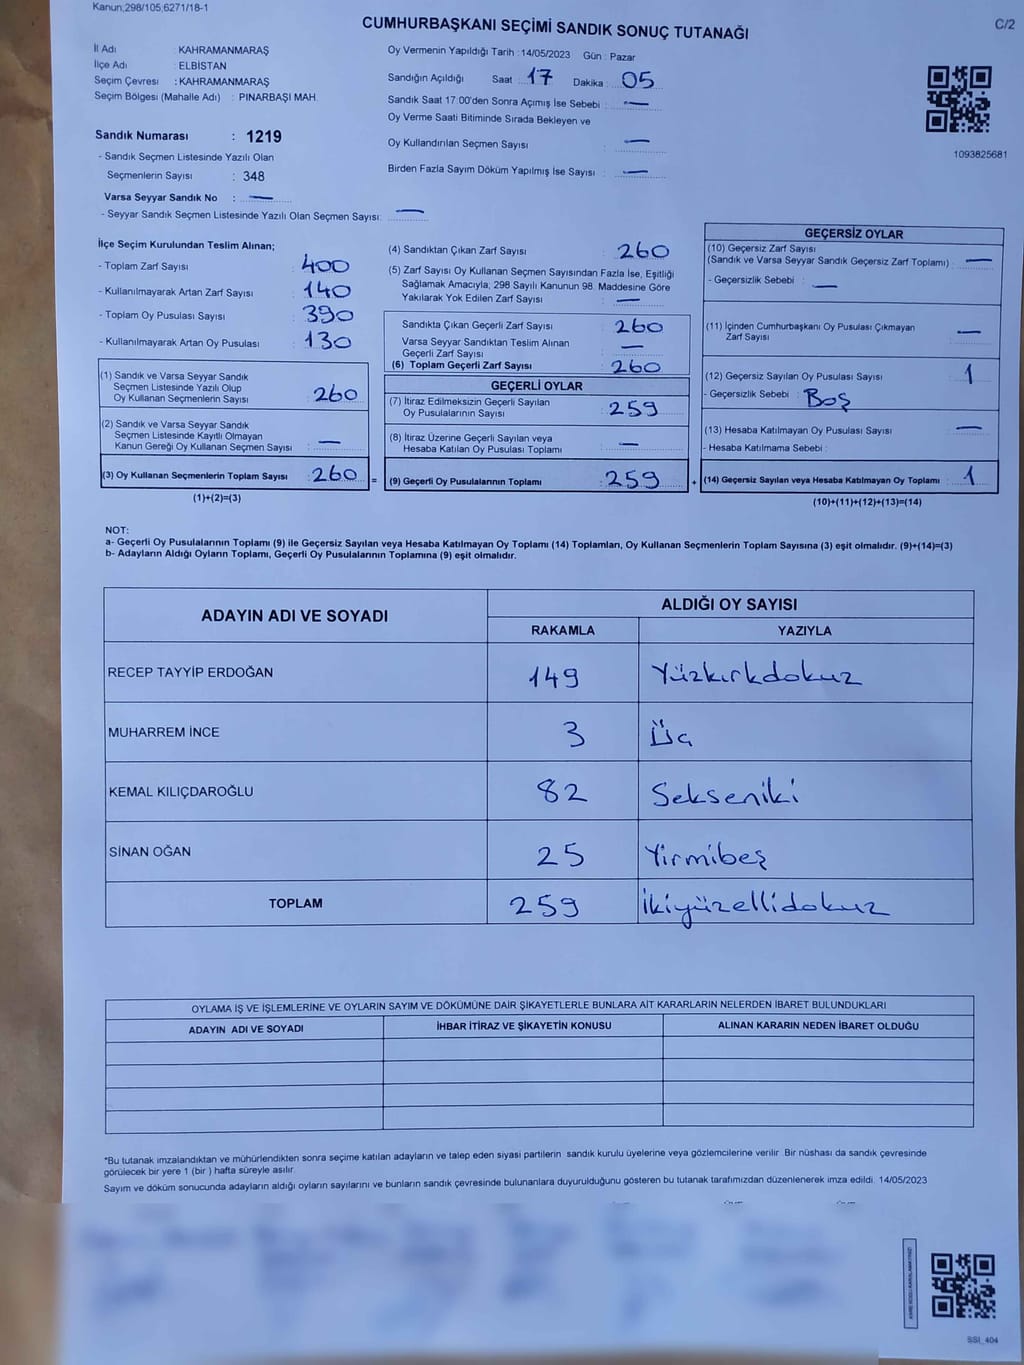 Kanun;298/105,6271/18-1
CUMHURBAŞKANI SEÇİMİ SANDIK SONUÇ TUTANAĞI
C/2
İl Adı : KAHRAMANMARAŞ
İlçe Adı : ELBİSTAN
Seçim Çevresi : KAHRAMANMARAŞ
Seçim Bölgesi (Mahalle Adı) : PINARBAŞI MAH.
Oy Vermenin Yapıldığı Tarih : 14/05/2023 Gün : Pazar
Sandığın Açıldığı Saat : 17 Dakika : 05
Sandık Saat 17:00'den Sonra Açımış İse Sebebi : —
Oy Verme Saati Bitiminde Sırada Bekleyen ve
Oy Kullandırılan Seçmen Sayısı : —
Birden Fazla Sayım Döküm Yapılmış İse Sayısı : —
1093825681
Sandık Numarası : 1219
- Sandık Seçmen Listesinde Yazılı Olan
Seçmenlerin Sayısı : 348
Varsa Seyyar Sandık No : —
- Seyyar Sandık Seçmen Listesinde Yazılı Olan Seçmen Sayısı: —
İlçe Seçim Kurulundan Teslim Alınan;
- Toplam Zarf Sayısı : 400
- Kullanılmayarak Artan Zarf Sayısı : 140
- Toplam Oy Pusulası Sayısı : 390
- Kullanılmayarak Artan Oy Pusulası : 130
(1) Sandık ve Varsa Seyyar Sandık
Seçmen Listesinde Yazılı Olup
Oy Kullanan Seçmenlerin Sayısı : 260
(2) Sandık ve Varsa Seyyar Sandık
Seçmen Listesinde Kayıtlı Olmayan
Kanun Gereği Oy Kullanan Seçmen Sayısı : —
(3) Oy Kullanan Seçmenlerin Toplam Sayısı : 260 =
(1)+(2)=(3)
(4) Sandıktan Çıkan Zarf Sayısı : 260
(5) Zarf Sayısı Oy Kullanan Seçmen Sayısından Fazla İse, Eşitliği
Sağlamak Amacıyla, 298 Sayılı Kanunun 98. Maddesine Göre
Yakılarak Yok Edilen Zarf Sayısı : —
Sandıkta Çıkan Geçerli Zarf Sayısı : 260
Varsa Seyyar Sandıktan Teslim Alınan
Geçerli Zarf Sayısı : —
(6) Toplam Geçerli Zarf Sayısı : 260
GEÇERLİ OYLAR
(7) İtiraz Edilmeksizin Geçerli Sayılan
Oy Pusulalarının Sayısı : 259
(8) İtiraz Üzerine Geçerli Sayılan veya
Hesaba Katılan Oy Pusulası Toplamı : —
(9) Geçerli Oy Pusulalarının Toplamı : 259 +
GEÇERSİZ OYLAR
(10) Geçersiz Zarf Sayısı
(Sandık ve Varsa Seyyar Sandık Geçersiz Zarf Toplamı) : —
- Geçersizlik Sebebi : —
(11) İçinden Cumhurbaşkanı Oy Pusulası Çıkmayan
Zarf Sayısı : —
(12) Geçersiz Sayılan Oy Pusulası Sayısı : 1
- Geçersizlik Sebebi : Boş
(13) Hesaba Katılmayan Oy Pusulası Sayısı : —
- Hesaba Katılmama Sebebi :
(14) Geçersiz Sayılan veya Hesaba Katılmayan Oy Toplamı : 1
(10)+(11)+(12)+(13)=(14)
NOT:
a- Geçerli Oy Pusulalarının Toplamı (9) ile Geçersiz Sayılan veya Hesaba Katılmayan Oy Toplamı (14) Toplamları, Oy Kullanan Seçmenlerin Toplam Sayısına (3) eşit olmalıdır. (9)+(14)=(3)
b- Adayların Aldığı Oyların Toplamı, Geçerli Oy Pusulalarının Toplamına (9) eşit olmalıdır.
ADAYIN ADI VE SOYADI
ALDIĞI OY SAYISI
RAKAMLA YAZIYLA
RECEP TAYYİP ERDOĞAN 149 Yüzkırkdokuz
MUHARREM İNCE 3 Üç
KEMAL KILIÇDAROĞLU 82 Sekseniki
SİNAN OĞAN 25 Yirmibeş
TOPLAM 259 İkiyüzellidokuz
OYLAMA İŞ VE İŞLEMLERİNE VE OYLARIN SAYIM VE DÖKÜMÜNE DAİR ŞİKAYETLERLE BUNLARA AİT KARARLARIN NELERDEN İBARET BULUNDUKLARI
ADAYIN ADI VE SOYADI İHBAR İTİRAZ VE ŞİKAYETİN KONUSU ALINAN KARARIN NEDEN İBARET OLDUĞU
*Bu tutanak imzalandıktan ve mühürlendikten sonra seçime katılan adayların ve talep eden siyasi partilerin sandık kurulu üyelerine veya gözlemcilerine verilir. Bir nüshası da sandık çevresinde
görülecek bir yere 1 (bir ) hafta süreyle asılır.
Sayım ve döküm sonucunda adayların aldığı oyların sayılarını ve bunların sandık çevresinde bulunanlara duyurulduğunu gösteren bu tutanak tarafımızdan düzenlenerek imza edildi. 14/05/2023
SSI_404